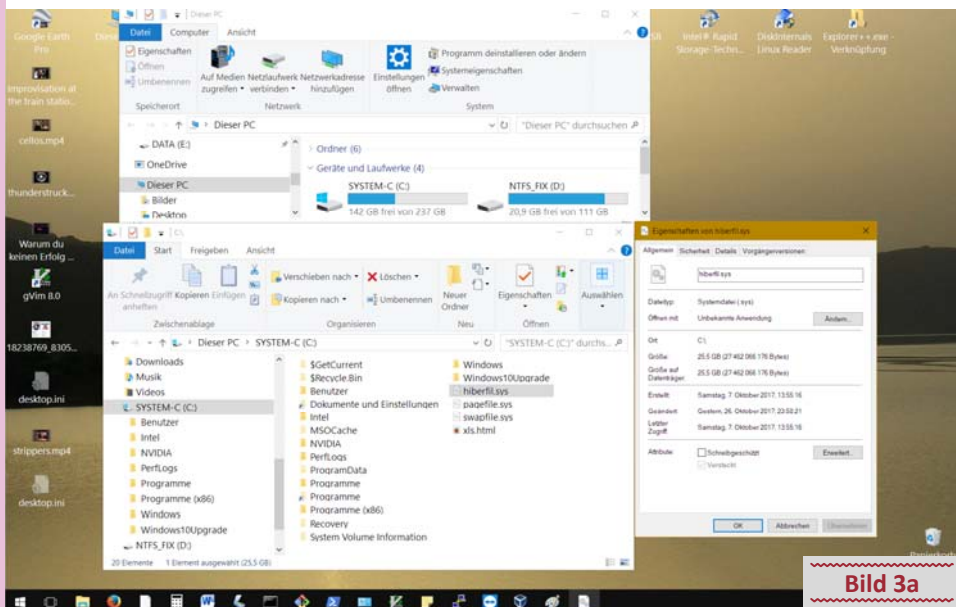 Google Earth
Pro
Improvisation at
the train statio...
cellos.mp4
thunderstruck...
Warum du
keinen Erfolg ...
gVim 8.0
18238769_8305...
desktop.ini
strippers.mp4
desktop.ini
Intel® Rapid
Storage-Techn...
DiskInternals
Linux Reader
Explorer++.exe -
Verknüpfung
Dieser PC
Datei Computer Ansicht
Eigenschaften
Öffnen
Umbenennen
Auf Medien
zugreifen
Netzlaufwerk
verbinden
Netzwerkadresse
hinzufügen
Einstellungen
öffnen
Programm deinstallieren oder ändern
Systemeigenschaften
Verwalten
Speicherort Netzwerk System
Dieser PC
"Dieser PC" durchsuchen
DATA (E:)
OneDrive
Dieser PC
Bilder
Desktop
Ordner (6)
Geräte und Laufwerke (4)
SYSTEM-C (C:)
142 GB frei von 237 GB
NTFS_FIX (D:)
20,9 GB frei von 111 GB
C:\
Datei Start Freigeben Ansicht
An Schnellzugriff
anheften
Kopieren
Einfügen
Verschieben nach
Kopieren nach
Löschen
Umbenennen
Neuer
Ordner
Eigenschaften
Auswählen
Zwischenablage Organisieren Neu Öffnen
Dieser PC SYSTEM-C (C:)
"SYSTEM-C (C:)" durchs...
Downloads
Musik
Videos
SYSTEM-C (C:)
Benutzer
Intel
NVIDIA
PerfLogs
Programme
Programme (x86)
Windows
Windows10Upgrade
NTFS_FIX (D:)
$GetCurrent
$Recycle.Bin
Benutzer
Dokumente und Einstellungen
Intel
MSOCache
NVIDIA
PerfLogs
ProgramData
Programme
Programme
Programme (x86)
Recovery
System Volume Information
Windows
Windows10Upgrade
hiberfil.sys
pagefile.sys
swapfile.sys
xls.html
20 Elemente 1 Element ausgewählt (25,5 GB)
Eigenschaften von hiberfil.sys
Allgemein Sicherheit Details Vorgängerversionen
hiberfil.sys
Dateityp: Systemdatei (.sys)
Öffnen mit: Unbekannte Anwendung
Ändern...
Ort: C:\
Größe: 25,5 GB (27 462 066 176 Bytes)
Größe auf
Datenträger: 25,5 GB (27 462 066 176 Bytes)
Erstellt: Samstag, 7. Oktober 2017, 13:55:16
Geändert: Gestern, 26. Oktober 2017, 23:50:21
Letzter
Zugriff: Samstag, 7. Oktober 2017, 13:55:16
Attribute: Schreibgeschützt
Erweitert...
Versteckt
OK Abbrechen Übernehmen
Bild 3a